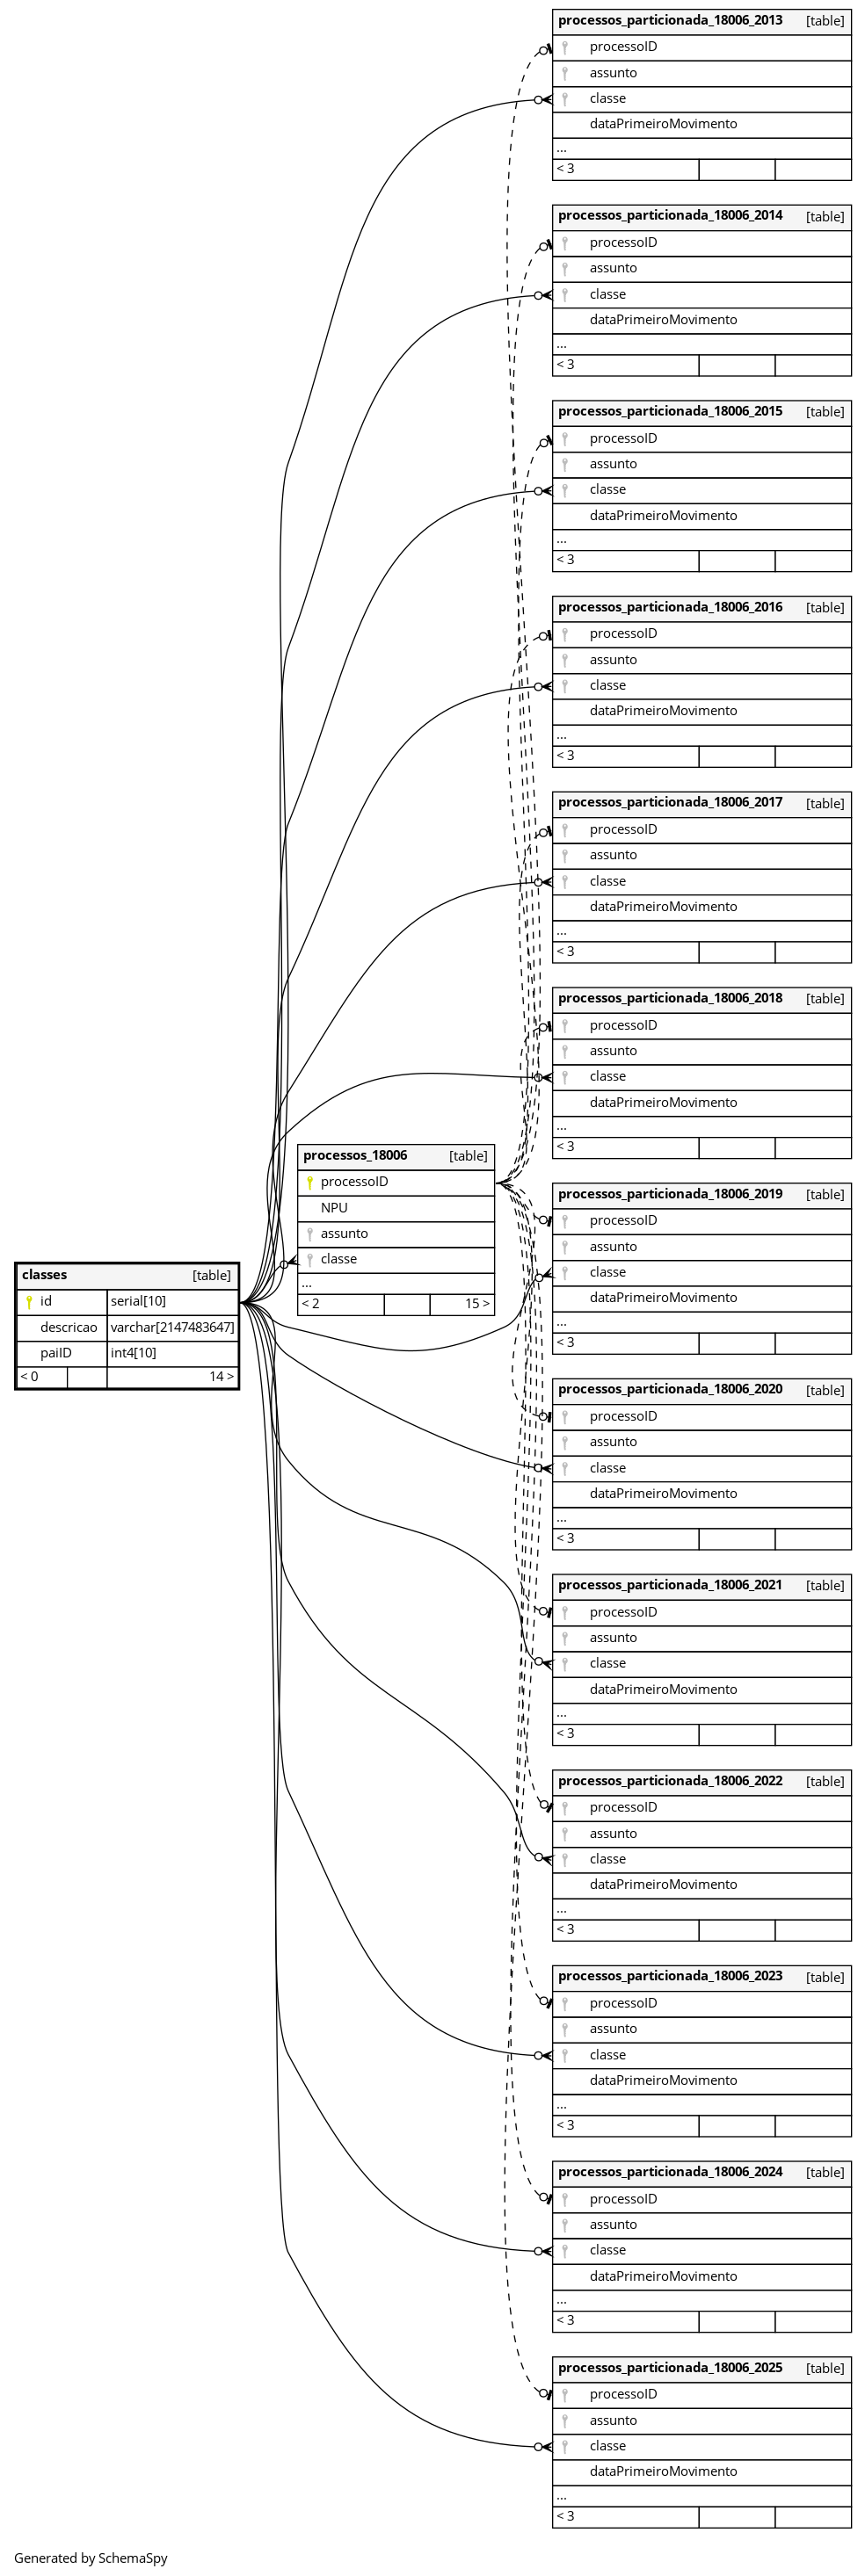 processos_particionada_18006_2013 [table]
processoID
assunto
classe
dataPrimeiroMovimento
...
< 3
processos_particionada_18006_2014 [table]
processoID
assunto
classe
dataPrimeiroMovimento
...
< 3
processos_particionada_18006_2015 [table]
processoID
assunto
classe
dataPrimeiroMovimento
...
< 3
processos_particionada_18006_2016 [table]
processoID
assunto
classe
dataPrimeiroMovimento
...
< 3
processos_particionada_18006_2017 [table]
processoID
assunto
classe
dataPrimeiroMovimento
...
< 3
processos_particionada_18006_2018 [table]
processoID
assunto
classe
dataPrimeiroMovimento
...
< 3
processos_18006 [table]
processoID
NPU
assunto
classe
...
< 2 15 >
classes [table]
id serial[10]
descricao varchar[2147483647]
paiID int4[10]
< 0 14 >
processos_particionada_18006_2019 [table]
processoID
assunto
classe
dataPrimeiroMovimento
...
< 3
processos_particionada_18006_2020 [table]
processoID
assunto
classe
dataPrimeiroMovimento
...
< 3
processos_particionada_18006_2021 [table]
processoID
assunto
classe
dataPrimeiroMovimento
...
< 3
processos_particionada_18006_2022 [table]
processoID
assunto
classe
dataPrimeiroMovimento
...
< 3
processos_particionada_18006_2023 [table]
processoID
assunto
classe
dataPrimeiroMovimento
...
< 3
processos_particionada_18006_2024 [table]
processoID
assunto
classe
dataPrimeiroMovimento
...
< 3
processos_particionada_18006_2025 [table]
processoID
assunto
classe
dataPrimeiroMovimento
...
< 3
Generated by SchemaSpy